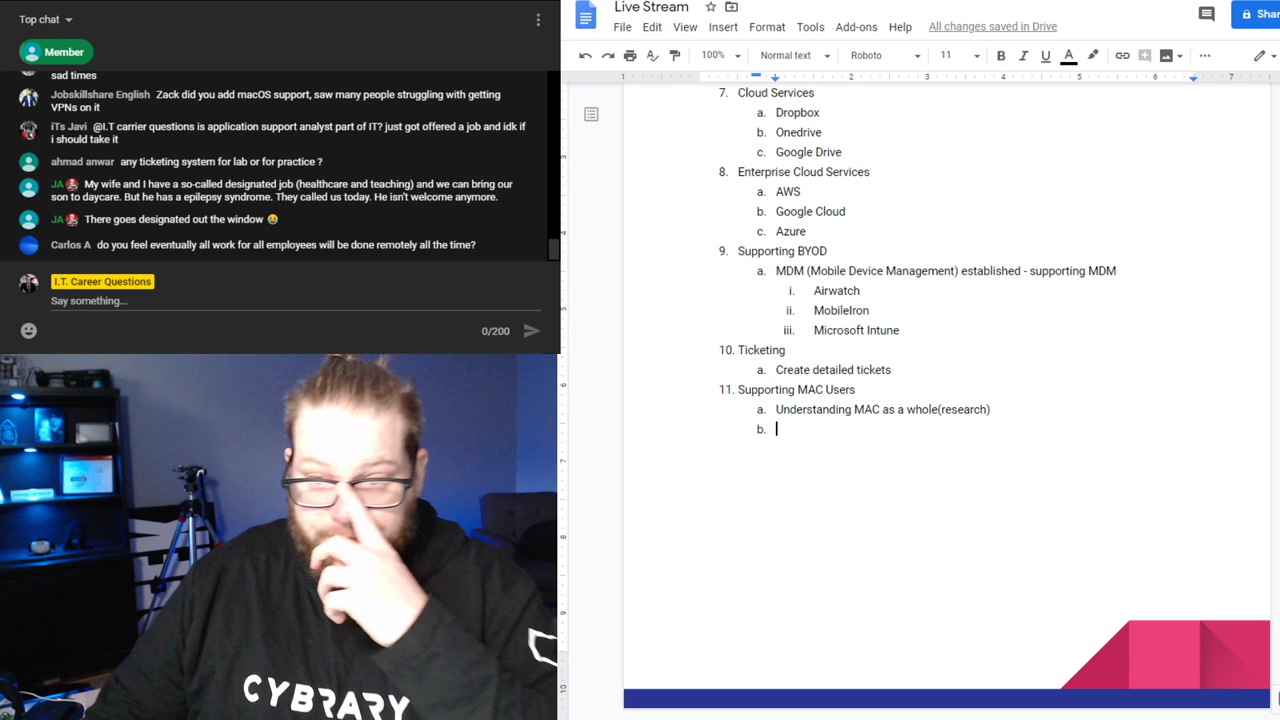 Top chat
Member
sad times
Jobskillshare English Zack did you add macOS support, saw many people struggling with getting
VPNs on it
iTs Javi @I.T carrier questions is application support analyst part of IT? just got offered a job and idk if
i should take it
ahmad anwar any ticketing system for lab or for practice ?
JA My wife and I have a so-called designated job (healthcare and teaching) and we can bring our
son to daycare. But he has a epilepsy syndrome. They called us today. He isn't welcome anymore.
JA There goes designated out the window 😅
Carlos A do you feel eventually all work for all employees will be done remotely all the time?
I.T. Career Questions
Say something...
0/200
CYBRARY
Live Stream
File Edit View Insert Format Tools Add-ons Help All changes saved in Drive
Shar
100% Normal text Roboto 11 B I U A
1 1 2 3 4 5 6 7
7. Cloud Services
a. Dropbox
b. Onedrive
c. Google Drive
8. Enterprise Cloud Services
a. AWS
b. Google Cloud
c. Azure
9. Supporting BYOD
a. MDM (Mobile Device Management) established - supporting MDM
i. Airwatch
ii. MobileIron
iii. Microsoft Intune
10. Ticketing
a. Create detailed tickets
11. Supporting MAC Users
a. Understanding MAC as a whole(research)
b.